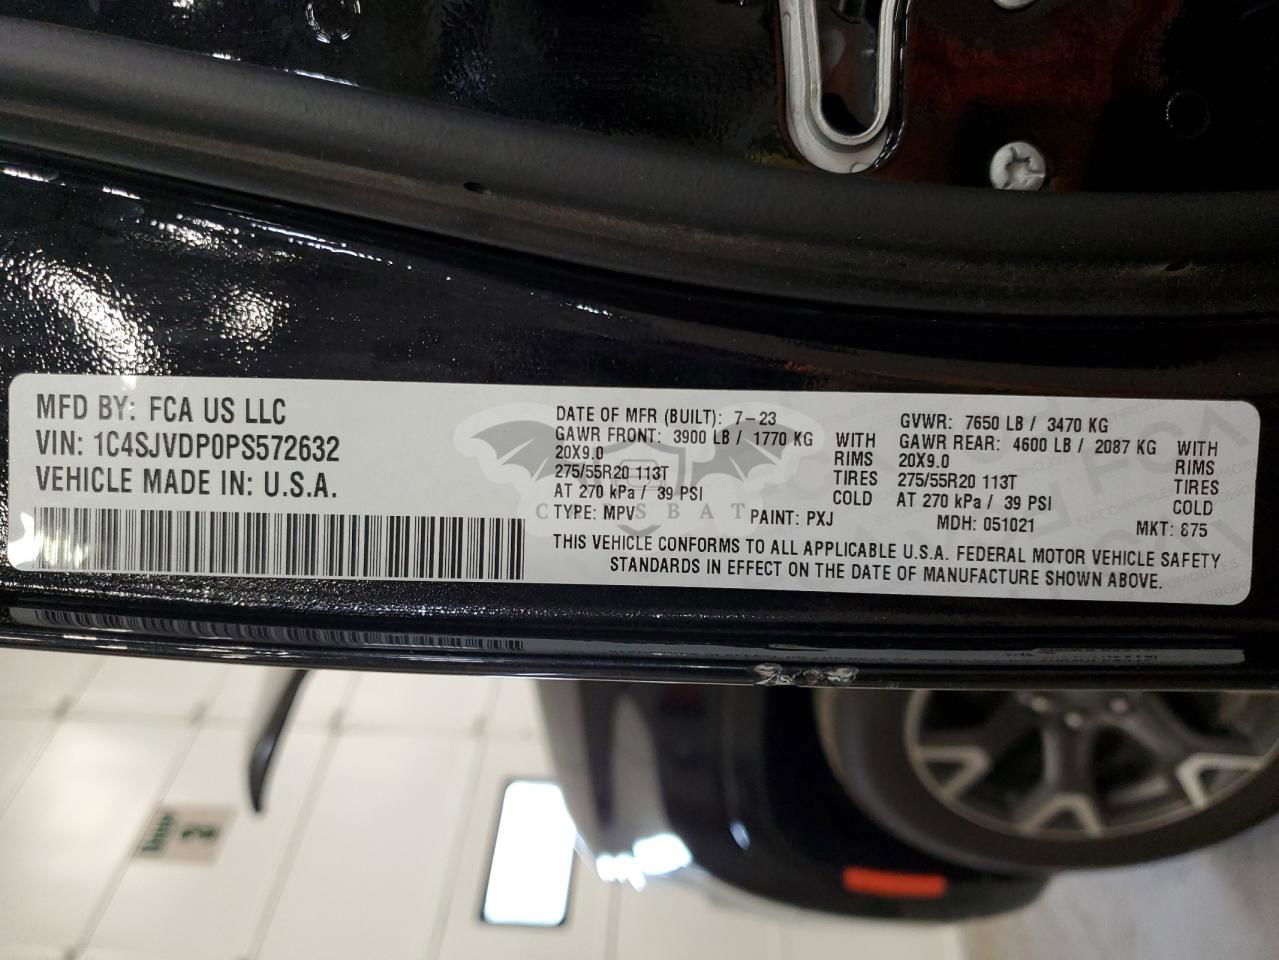 MFD BY: FCA US LLC
VIN: 1C4SJVDP0PS572632
VEHICLE MADE IN: U.S.A.
DATE OF MFR (BUILT): 7-23
GAWR FRONT: 3900 LB / 1770 KG WITH
20X9.0 RIMS
275/55R20 113T TIRES
AT 270 kPa / 39 PSI COLD
TYPE: MPV
GVWR: 7650 LB / 3470 KG
GAWR REAR: 4600 LB / 2087 KG WITH
20X9.0 RIMS
275/55R20 113T TIRES
AT 270 kPa / 39 PSI COLD
PAINT: PXJ MDH: 051021 MKT: 875
THIS VEHICLE CONFORMS TO ALL APPLICABLE U.S.A. FEDERAL MOTOR VEHICLE SAFETY
STANDARDS IN EFFECT ON THE DATE OF MANUFACTURE SHOWN ABOVE.